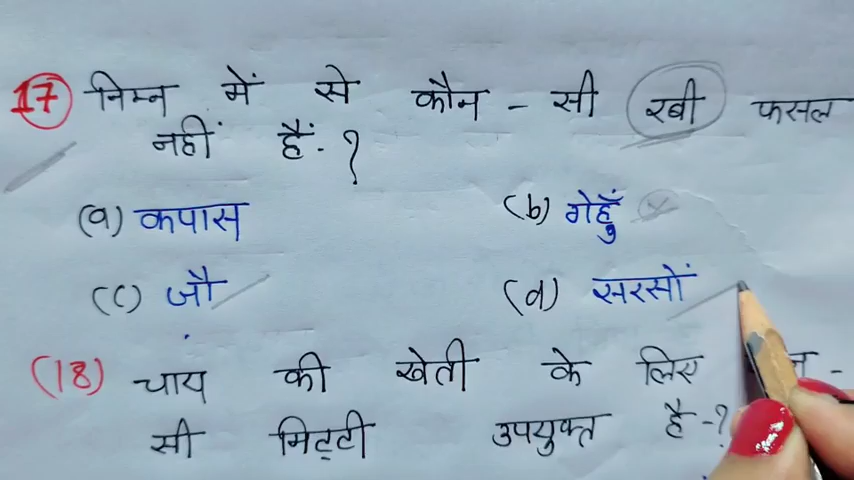 17 निम्न में से कौन - सी रबी फसल
नहीं हैं - ?
(a) कपास (b) गेहूँ
(c) जौ (d) सरसों
(18) चाय की खेती के लिए
सी मिट्टी उपयुक्त है - ?